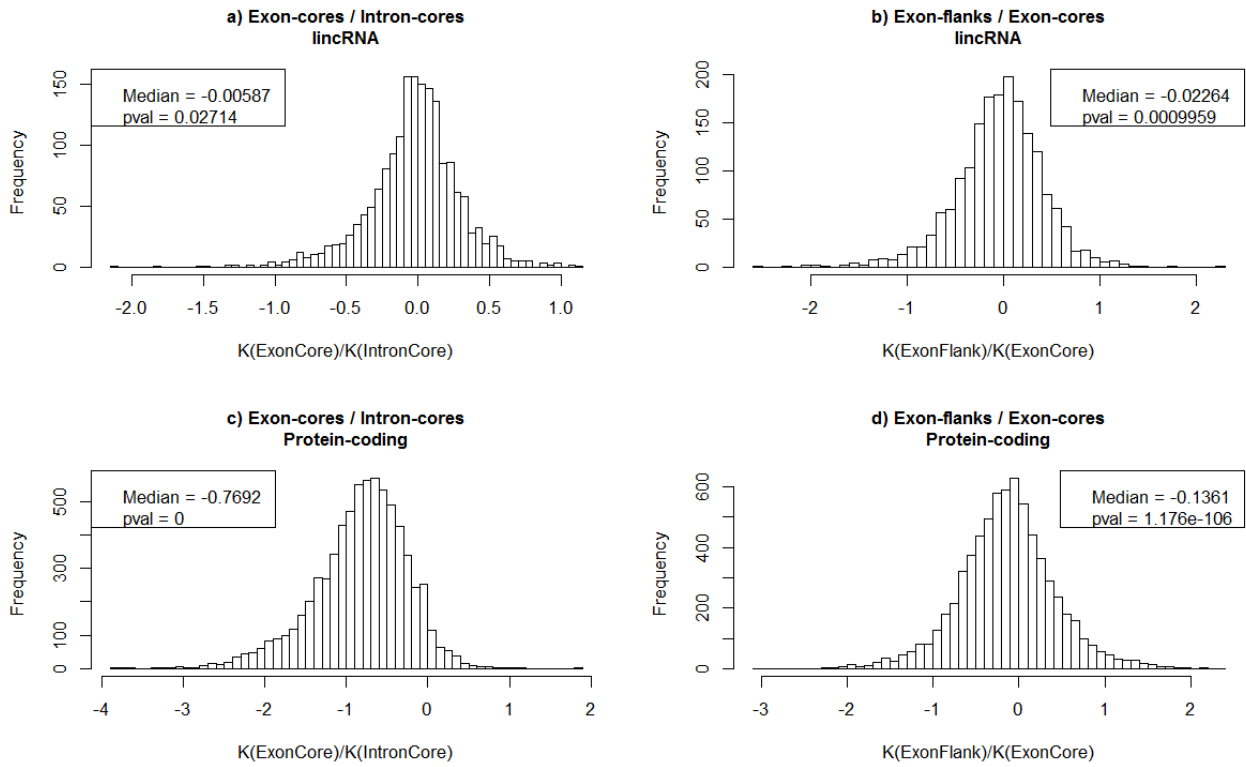 a) Exon-cores / Intron-cores
lincRNA
Median = -0.00587
pval = 0.02714
Frequency
0 50 100 150
-2.0 -1.5 -1.0 -0.5 0.0 0.5 1.0
K(ExonCore)/K(IntronCore)
b) Exon-flanks / Exon-cores
lincRNA
Median = -0.02264
pval = 0.0009959
Frequency
0 50 100 150 200
-2 -1 0 1 2
K(ExonFlank)/K(ExonCore)
c) Exon-cores / Intron-cores
Protein-coding
Median = -0.7692
pval = 0
Frequency
0 100 300 500
-4 -3 -2 -1 0 1 2
K(ExonCore)/K(IntronCore)
d) Exon-flanks / Exon-cores
Protein-coding
Median = -0.1361
pval = 1.176e-106
Frequency
0 200 400 600
-3 -2 -1 0 1 2
K(ExonFlank)/K(ExonCore)